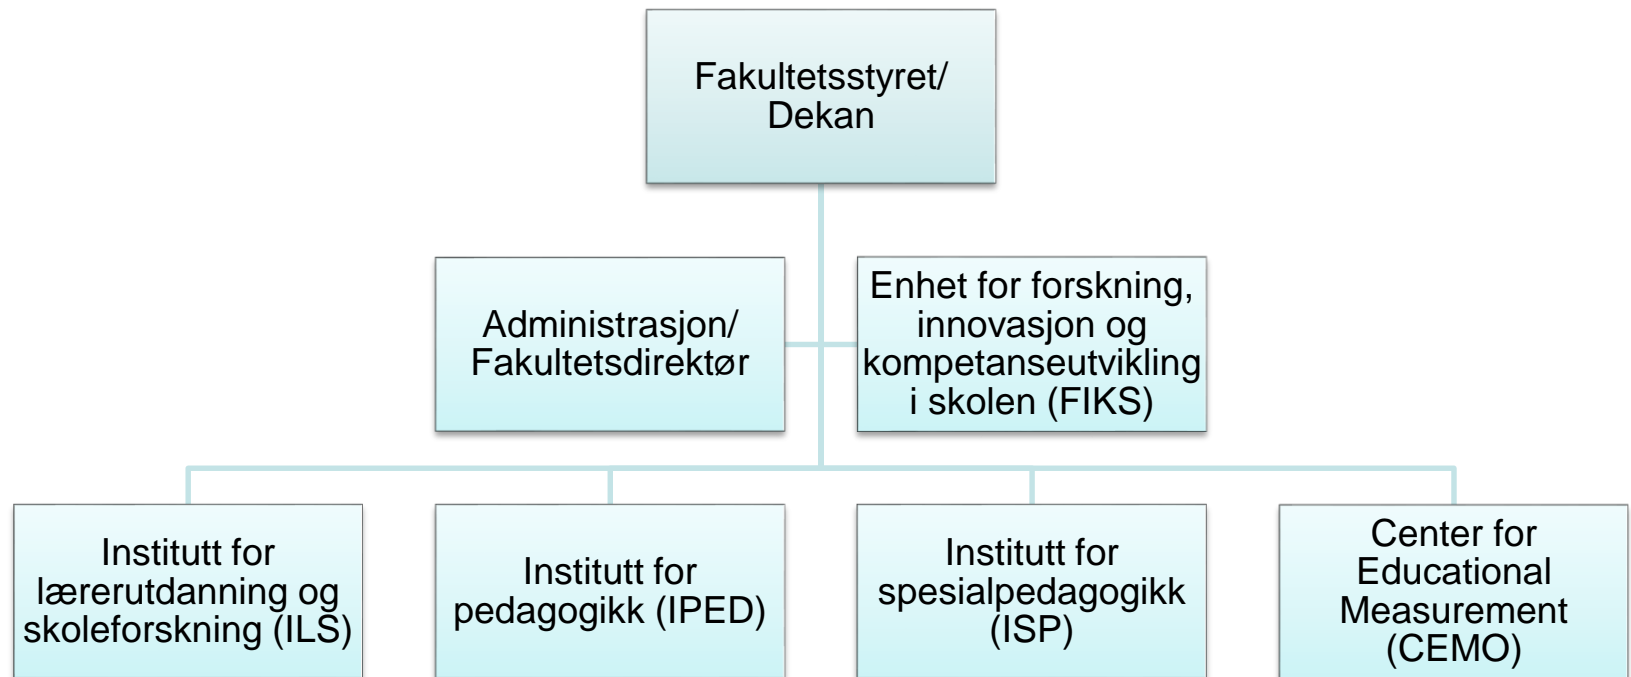 Fakultetsstyret/
Dekan
Administrasjon/
Fakultetsdirektør
Enhet for forskning,
innovasjon og
kompetanseutvikling
i skolen (FIKS)
Institutt for
lærerutdanning og
skoleforskning (ILS)
Institutt for
pedagogikk (IPED)
Institutt for
spesialpedagogikk
(ISP)
Center for
Educational
Measurement
(CEMO)